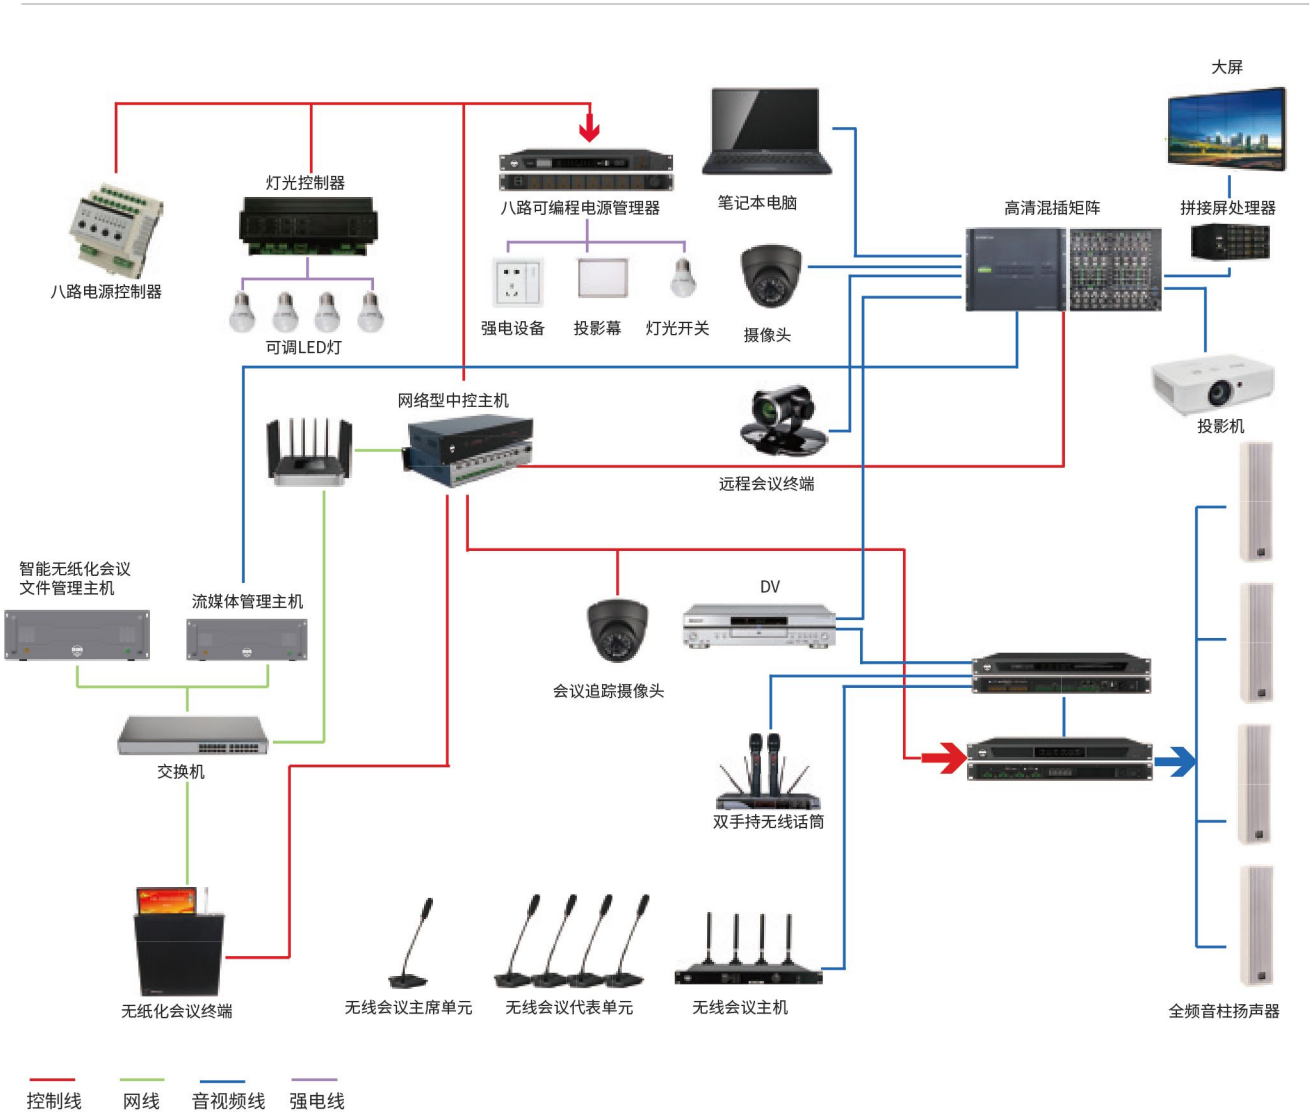 大屏
灯光控制器
八路可编程电源管理器
笔记本电脑
高清混插矩阵
拼接屏处理器
八路电源控制器
强电设备
投影幕
灯光开关
摄像头
可调LED灯
网络型中控主机
投影机
远程会议终端
智能无纸化会议
文件管理主机
流媒体管理主机
DV
会议追踪摄像头
交换机
双手持无线话筒
无纸化会议终端
无线会议主席单元
无线会议代表单元
无线会议主机
全频音柱扬声器
控制线
网线
音视频线
强电线